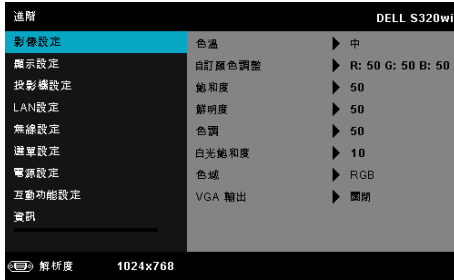 進階 DELL S320wi
影像設定 色溫 中
顯示設定 自訂顏色調整 R: 50 G: 50 B: 50
投影機設定 飽和度 50
LAN設定 鮮明度 50
無線設定 色調 50
選單設定 白光飽和度 10
電源設定 色域 RGB
互動功能設定 VGA 輸出 關閉
資訊
解析度 1024x768